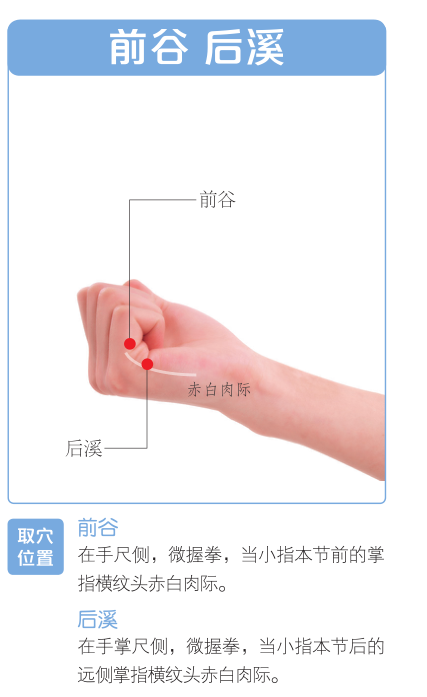 前谷 后溪
前谷
赤白肉际
后溪
取穴
位置
前谷
在手尺侧，微握拳，当小指本节前的掌
指横纹头赤白肉际。
后溪
在手掌尺侧，微握拳，当小指本节后的
远侧掌指横纹头赤白肉际。